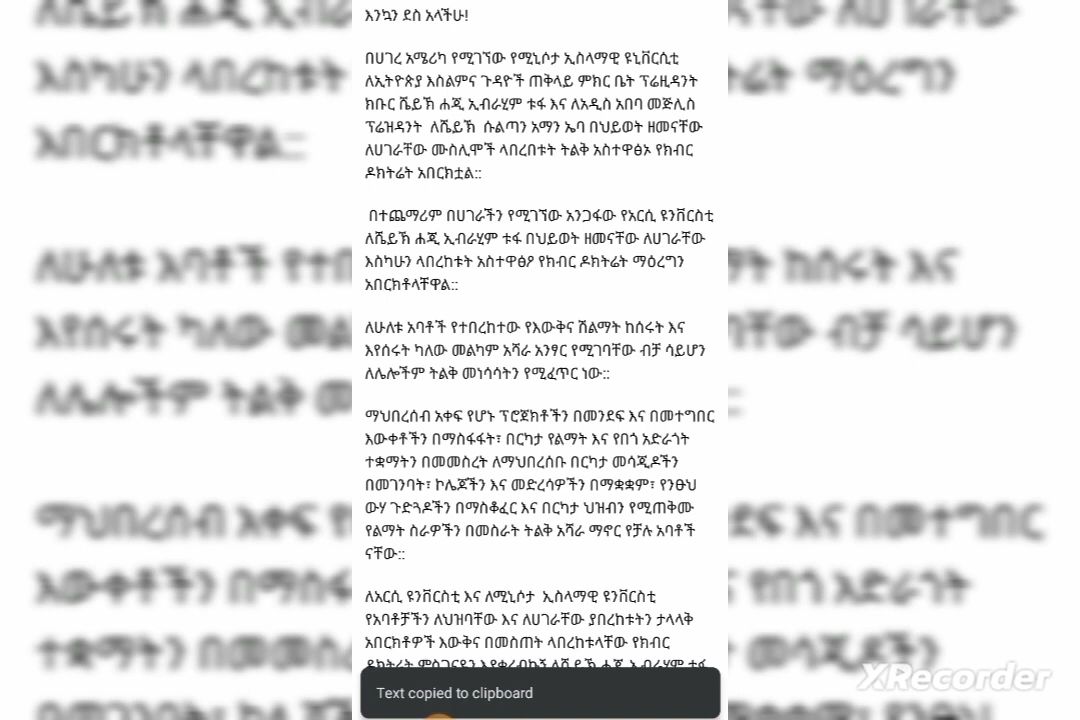 እንኳን ደስ አላችሁ!
በሀገረ አሜሪካ የሚገኘው የሚኒሶታ ኢስላማዊ ዩኒቨርሲቲ
ለኢትዮጵያ እስልምና ጉዳዮች ጠቅላይ ምክር ቤት ፕሬዚዳንት
ክቡር ሼይኽ ሐጂ ኢብራሂም ቱፋ እና ለአዲስ አበባ መጅሊስ
ፕሬዝዳንት ለሼይኽ ሱልጣን አማን ኤባ በህይወት ዘመናቸው
ለሀገራቸው ሙስሊሞች ላበረበቱት ትልቅ አስተዋፅኦ የክብር
ዶክትሬት አበርክቷል::
በተጨማሪም በሀገራችን የሚገኘው አንጋፋው የአርሲ ዩንቨርስቲ
ለሼይኽ ሐጂ ኢብራሂም ቱፋ በህይወት ዘመናቸው ለሀገራቸው
እስካሁን ላበረከቱት አስተዋፅዖ የክብር ዶክትሬት ማዕረግን
አበርክቶላቸዋል::
ለሁለቱ አባቶች የተበረከተው የእውቅና ሽልማት ከሰሩት እና
እየሰሩት ካለው መልካም አሻራ አንፃር የሚገባቸው ብቻ ሳይሆን
ለሌሎችም ትልቅ መነሳሳትን የሚፈጥር ነው::
ማህበረሰብ አቀፍ የሆኑ ፕሮጀክቶችን በመንደፍ እና በመተግበር
እውቀቶችን በማስፋፋት፣ በርካታ የልማት እና የበጎ አድራጎት
ተቋማትን በመመስረት ለማህበረሰቡ በርካታ መሳጂዶችን
በመገንባት፣ ኮሌጆችን እና መድረሳዎችን በማቋቋም፣ የንፁህ
ውሃ ጉድጓዶችን በማስቆፈር እና በርካታ ህዝብን የሚጠቅሙ
የልማት ስራዎችን በመስራት ትልቅ አሻራ ማኖር የቻሉ አባቶች
ናቸው::
ለአርሲ ዩንቨርስቲ እና ለሚኒሶታ ኢስላማዊ ዩንቨርስቲ
የአባቶቻችን ለህዝባቸው እና ለሀገራቸው ያበረከቱትን ታላላቅ
አበርክቶዎች እውቅና በመስጠት ላበረከቱላቸው የክብር
Text copied to clipboard
XRecorder